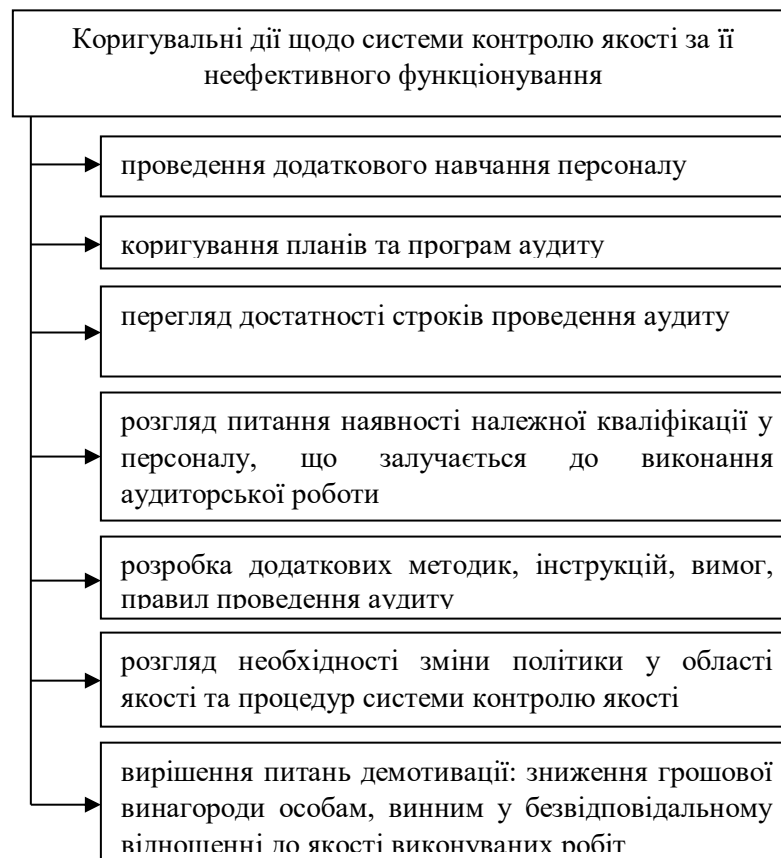 Коригувальні дії щодо системи контролю якості за її
неефективного функціонування
проведення додаткового навчання персоналу
коригування планів та програм аудиту
перегляд достатності строків проведення аудиту
розгляд питання наявності належної кваліфікації у
персоналу, що залучається до виконання
аудиторської роботи
розробка додаткових методик, інструкцій, вимог,
правил проведення аудиту
розгляд необхідності зміни політики у області
якості та процедур системи контролю якості
вирішення питань демотивації: зниження грошової
винагороди особам, винним у безвідповідальному
відношенні до якості виконуваних робіт